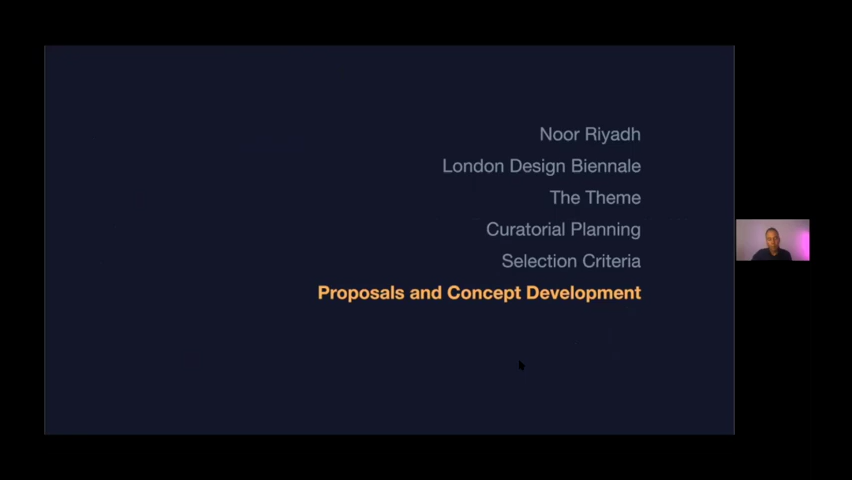 Noor Riyadh
London Design Biennale
The Theme
Curatorial Planning
Selection Criteria
Proposals and Concept Development